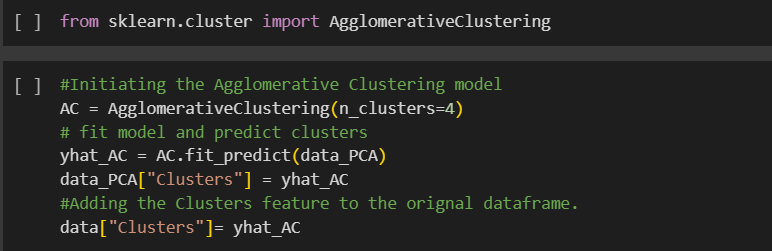 [ ] from sklearn.cluster import AgglomerativeClustering
[ ] #Initiating the Agglomerative Clustering model
AC = AgglomerativeClustering(n_clusters=4)
# fit model and predict clusters
yhat_AC = AC.fit_predict(data_PCA)
data_PCA["Clusters"] = yhat_AC
#Adding the Clusters feature to the orignal dataframe.
data["Clusters"]= yhat_AC